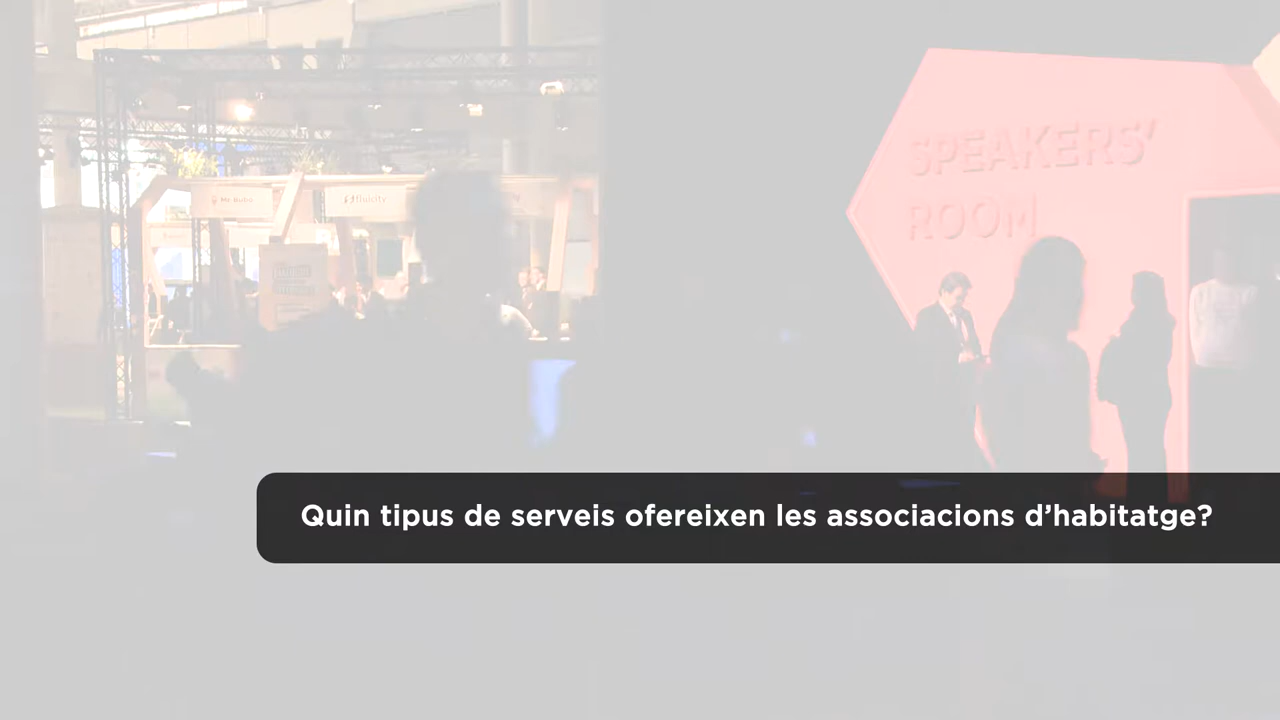 SPEAKERS'
ROOM
Quin tipus de serveis ofereixen les associacions d’habitatge?